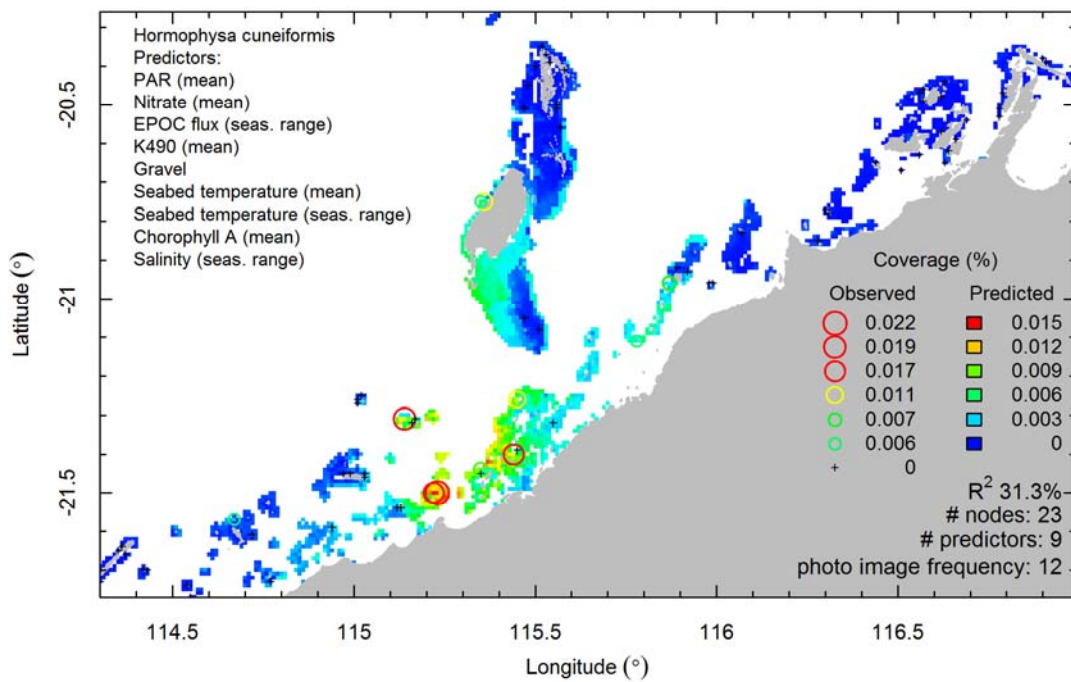 Hormophysa cuneiformis
Predictors:
PAR (mean)
Nitrate (mean)
EPOC flux (seas. range)
K490 (mean)
Gravel
Seabed temperature (mean)
Seabed temperature (seas. range)
Chorophyll A (mean)
Salinity (seas. range)
-20.5
-21
-21.5
Latitude (°)
Coverage (%)
Observed Predicted
0.022 0.015
0.019 0.012
0.017 0.009
0.011 0.006
0.007 0.003
0.006 0
0
R² 31.3%
# nodes: 23
# predictors: 9
photo image frequency: 12
114.5 115 115.5 116 116.5
Longitude (°)